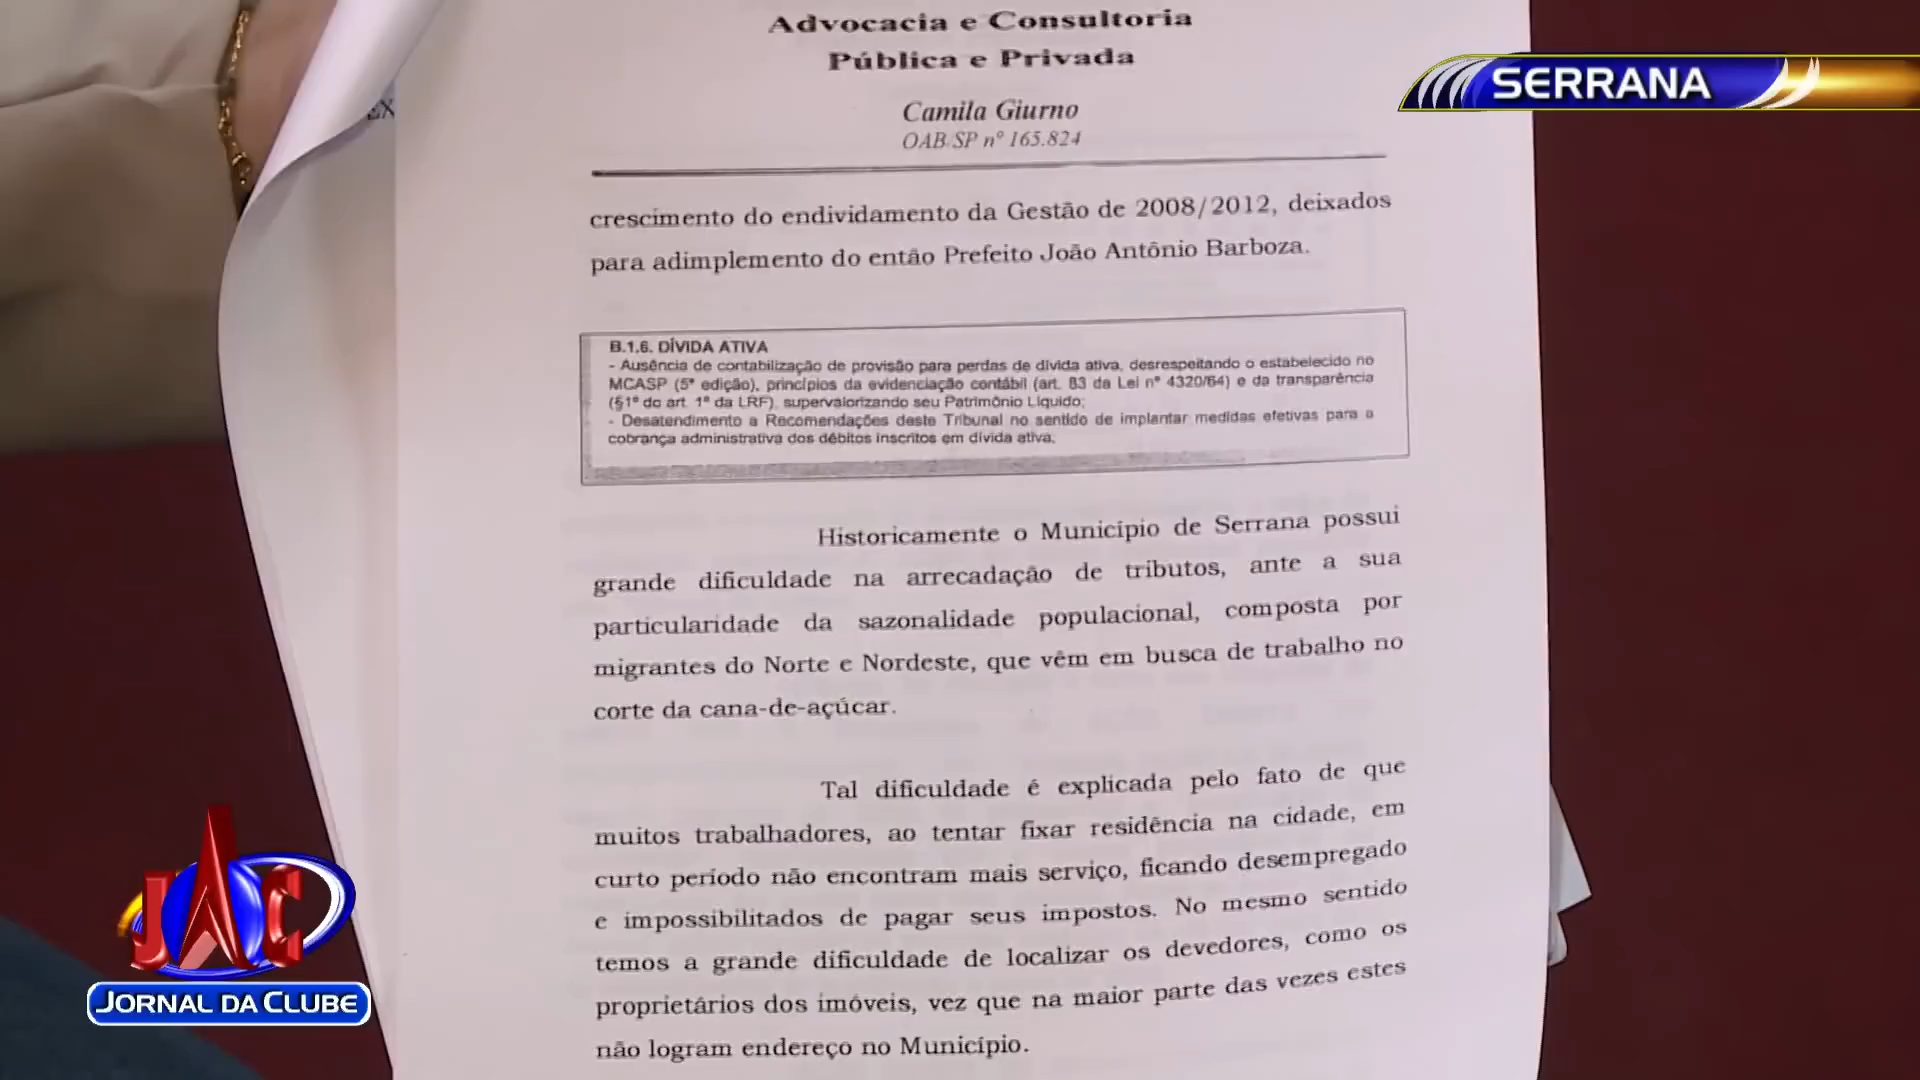 Advocacia e Consultoria
Pública e Privada
SERRANA
EX
Camila Giurno
OAB/SP nº 165.824
crescimento do endividamento da Gestão de 2008/2012, deixados
para adimplemento do então Prefeito João Antônio Barboza.
B.1.6. DÍVIDA ATIVA
- Ausência de contabilização de provisão para perdas de dívida ativa, desrespeitando o estabelecido no
MCASP (5ª edição), princípios da evidenciação contábil (art. 83 da Lei nº 4320/64) e da transparência
(§1º do art. 1º da LRF), supervalorizando seu Patrimônio Líquido;
- Desatendimento a Recomendações deste Tribunal no sentido de implantar medidas efetivas para a
cobrança administrativa dos débitos inscritos em dívida ativa;
Historicamente o Município de Serrana possui
grande dificuldade na arrecadação de tributos, ante a sua
particularidade da sazonalidade populacional, composta por
migrantes do Norte e Nordeste, que vêm em busca de trabalho no
corte da cana-de-açúcar.
Tal dificuldade é explicada pelo fato de que
muitos trabalhadores, ao tentar fixar residência na cidade, em
curto período não encontram mais serviço, ficando desempregado
e impossibilitados de pagar seus impostos. No mesmo sentido
temos a grande dificuldade de localizar os devedores, como os
proprietários dos imóveis, vez que na maior parte das vezes estes
não logram endereço no Município.
JAC
JORNAL DA CLUBE